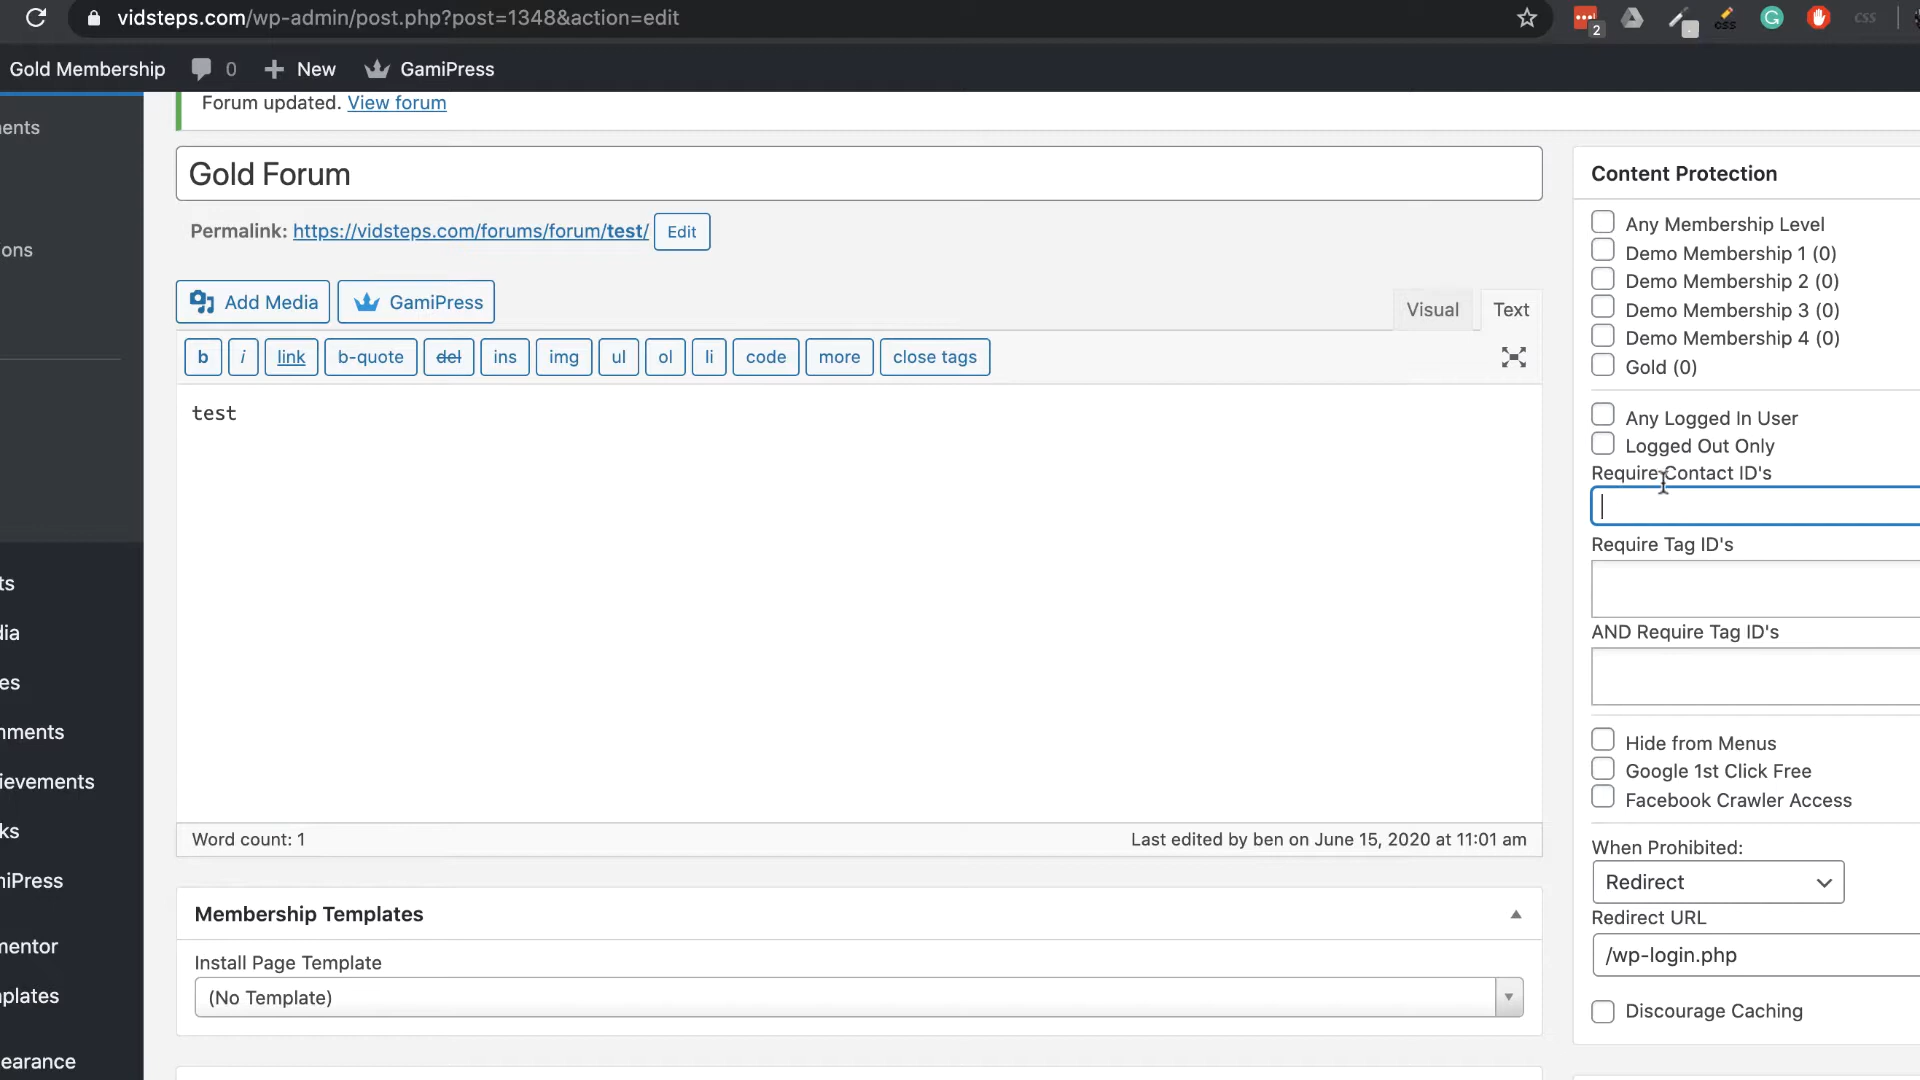 vidsteps.com/wp-admin/post.php?post=1348&action=edit
2
css
css
Gold Membership 0 New GamiPress
Forum updated. View forum
ents
ons
ts
lia
es
nments
ievements
ks
niPress
mentor
plates
earance
Gold Forum
Permalink: https://vidsteps.com/forums/forum/test/ Edit
Add Media GamiPress
Visual Text
b i link b-quote del ins img ul ol li code more close tags
test
Word count: 1
Last edited by ben on June 15, 2020 at 11:01 am
Membership Templates
Install Page Template
(No Template)
Content Protection
Any Membership Level
Demo Membership 1 (0)
Demo Membership 2 (0)
Demo Membership 3 (0)
Demo Membership 4 (0)
Gold (0)
Any Logged In User
Logged Out Only
Require Contact ID's
Require Tag ID's
AND Require Tag ID's
Hide from Menus
Google 1st Click Free
Facebook Crawler Access
When Prohibited:
Redirect
Redirect URL
/wp-login.php
Discourage Caching